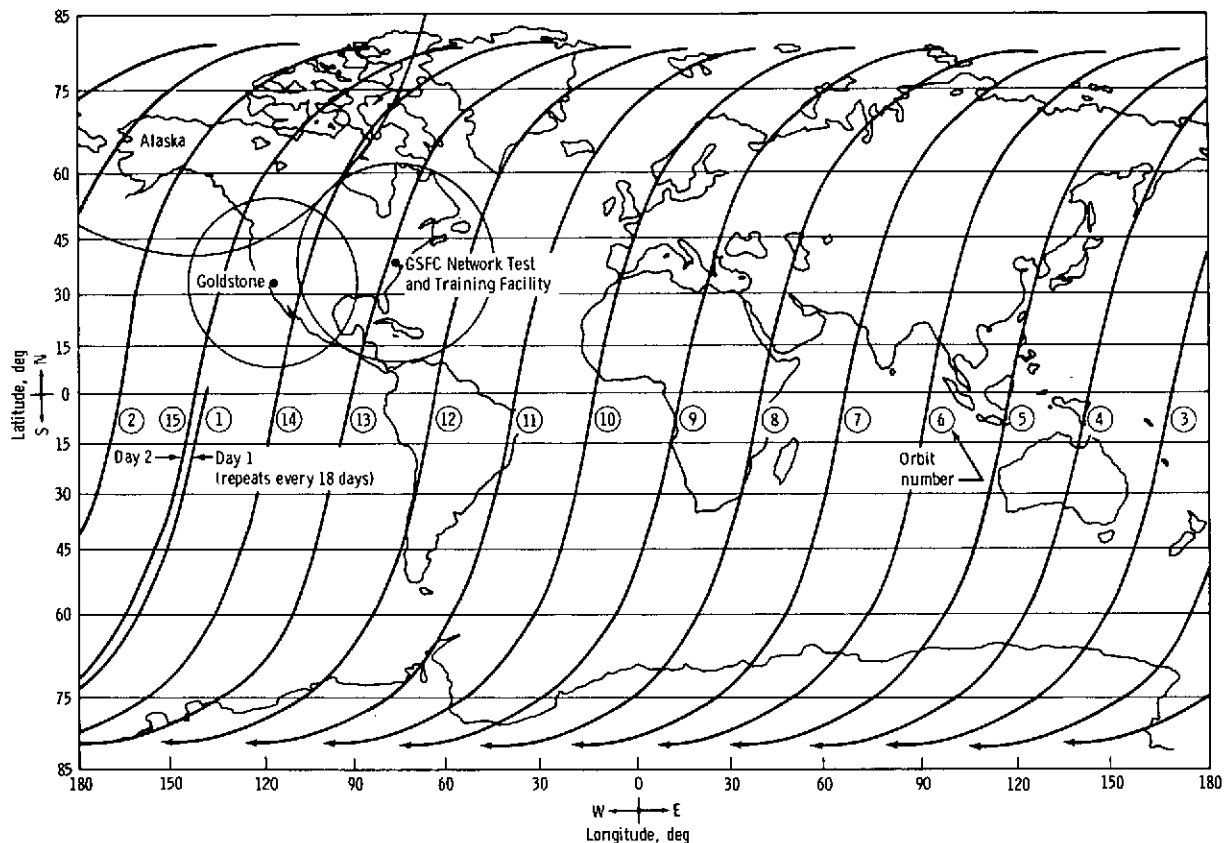 85
75
60
45
30
15
0
15
30
45
60
75
85
Latitude, deg
S N
Alaska
Goldstone
GSFC Network Test
and Training Facility
2 15 1 14 13 12 11 10 9 8 7 6 5 4 3
Day 2
Day 1
(repeats every 18 days)
Orbit
number
180 150 120 90 60 30 0 30 60 90 120 150 180
W E
Longitude, deg